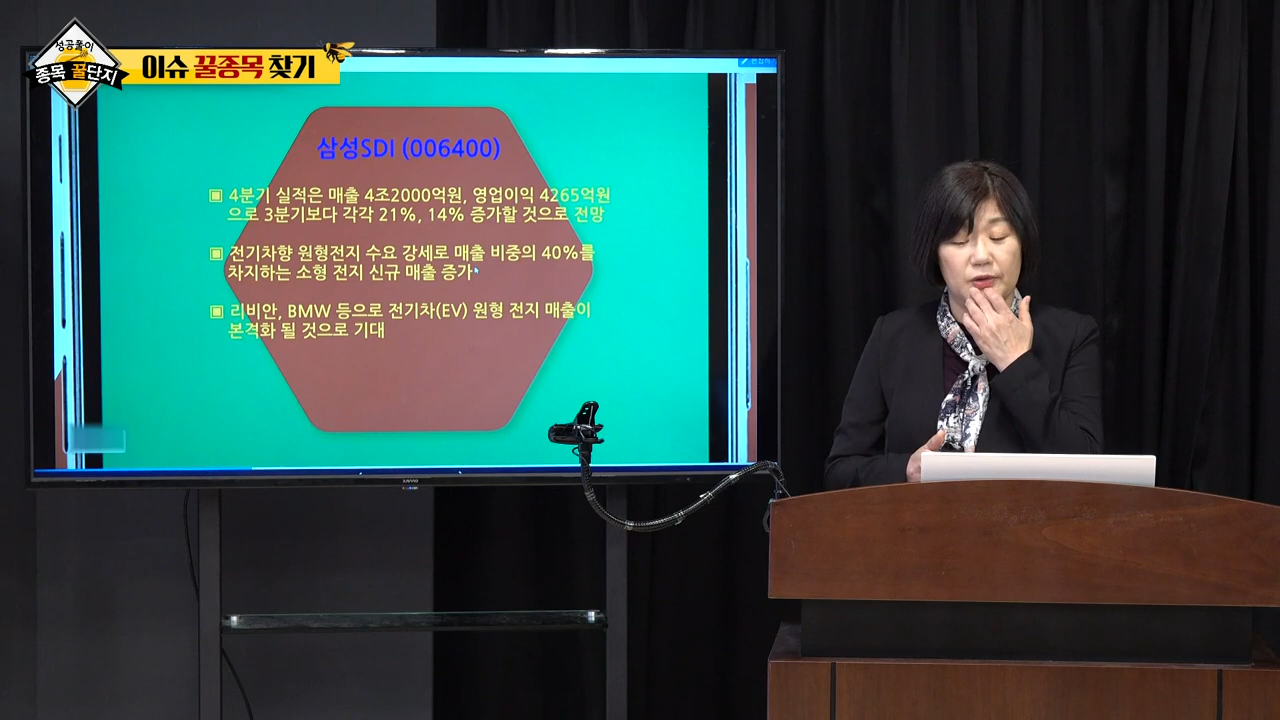 성공풀이
종목 꿀단지
이슈 꿀종목 찾기
삼성SDI (006400)
▣ 4분기 실적은 매출 4조2000억원, 영업이익 4265억원
으로 3분기보다 각각 21%, 14% 증가할 것으로 전망
▣ 전기차향 원형전지 수요 강세로 매출 비중의 40%를
차지하는 소형 전지 신규 매출 증가
▣ 리비안, BMW 등으로 전기차(EV) 원형 전지 매출이
본격화 될 것으로 기대